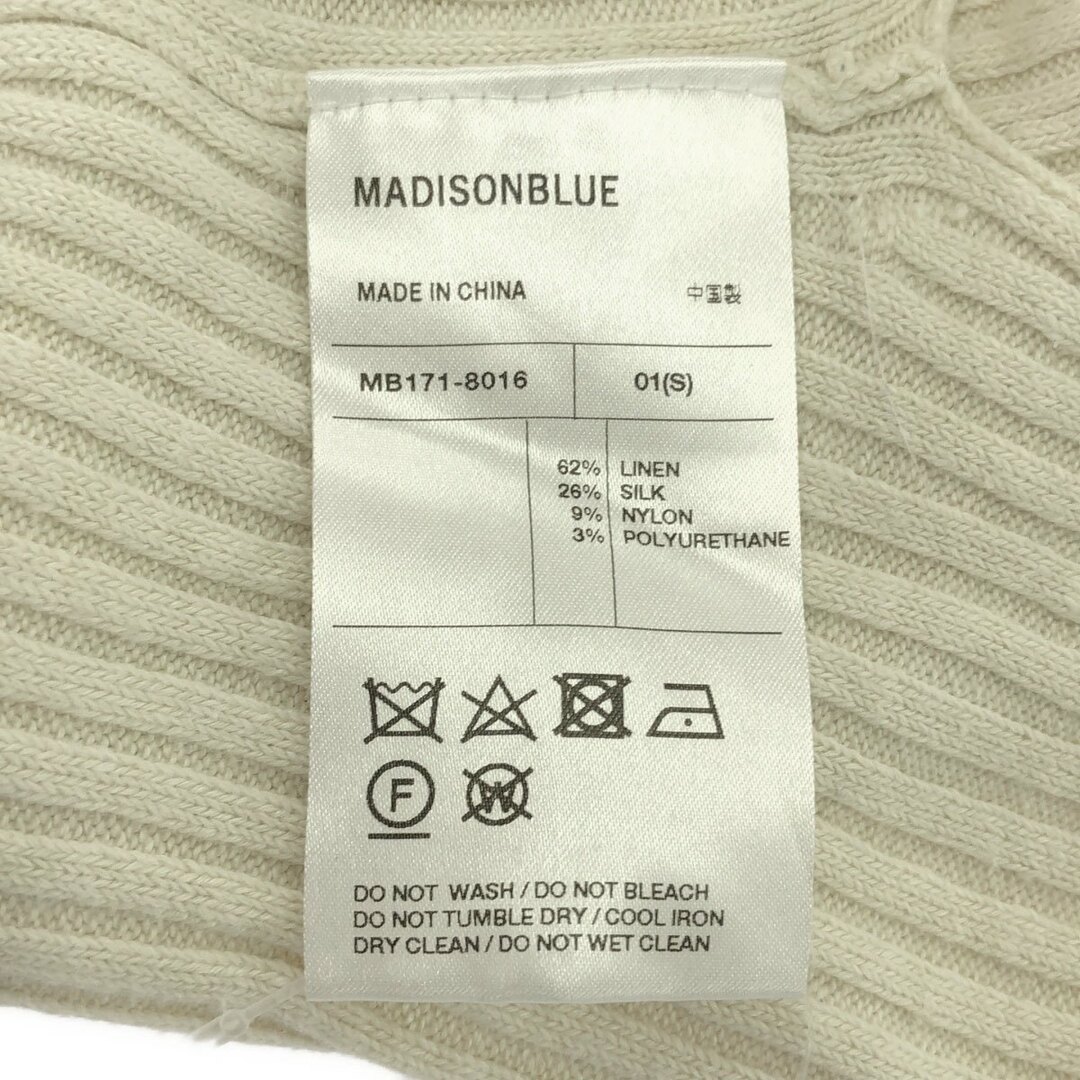 MADISONBLUE
MADE IN CHINA 中国製
MB171-8016 01(S)
62% LINEN
26% SILK
9% NYLON
3% POLYURETHANE
F W
DO NOT WASH / DO NOT BLEACH
DO NOT TUMBLE DRY / COOL IRON
DRY CLEAN / DO NOT WET CLEAN